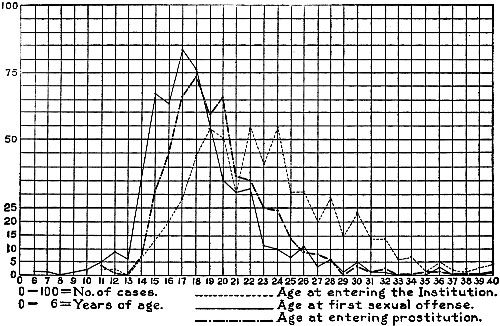 100
75
50
25
20
15
10
5
0
0 6 7 8 9 10 11 12 13 14 15 16 17 18 19 20 21 22 23 24 25 26 27 28 29 30 31 32 33 34 35 36 37 38 39 40
0—100=No. of cases. Age at entering the Institution.
0— 6=Years of age. Age at first sexual offense.
Age at entering prostitution.